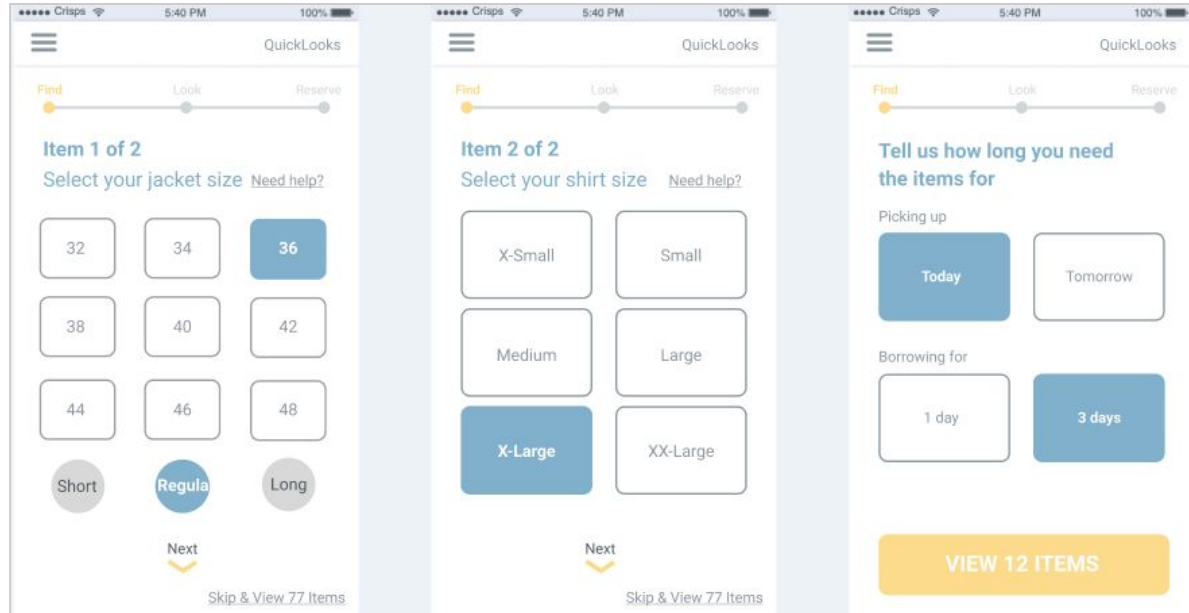 Crisps 5:40 PM 100%
QuickLooks
Find Look Reserve
Item 1 of 2
Select your jacket size Need help?
32 34 36
38 40 42
44 46 48
Short Regula Long
Next
Skip & View 77 Items
Crisps 5:40 PM 100%
QuickLooks
Find Look Reserve
Item 2 of 2
Select your shirt size Need help?
X-Small Small
Medium Large
X-Large XX-Large
Next
Skip & View 77 Items
Crisps 5:40 PM 100%
QuickLooks
Find Look Reserve
Tell us how long you need
the items for
Picking up
Today Tomorrow
Borrowing for
1 day 3 days
VIEW 12 ITEMS